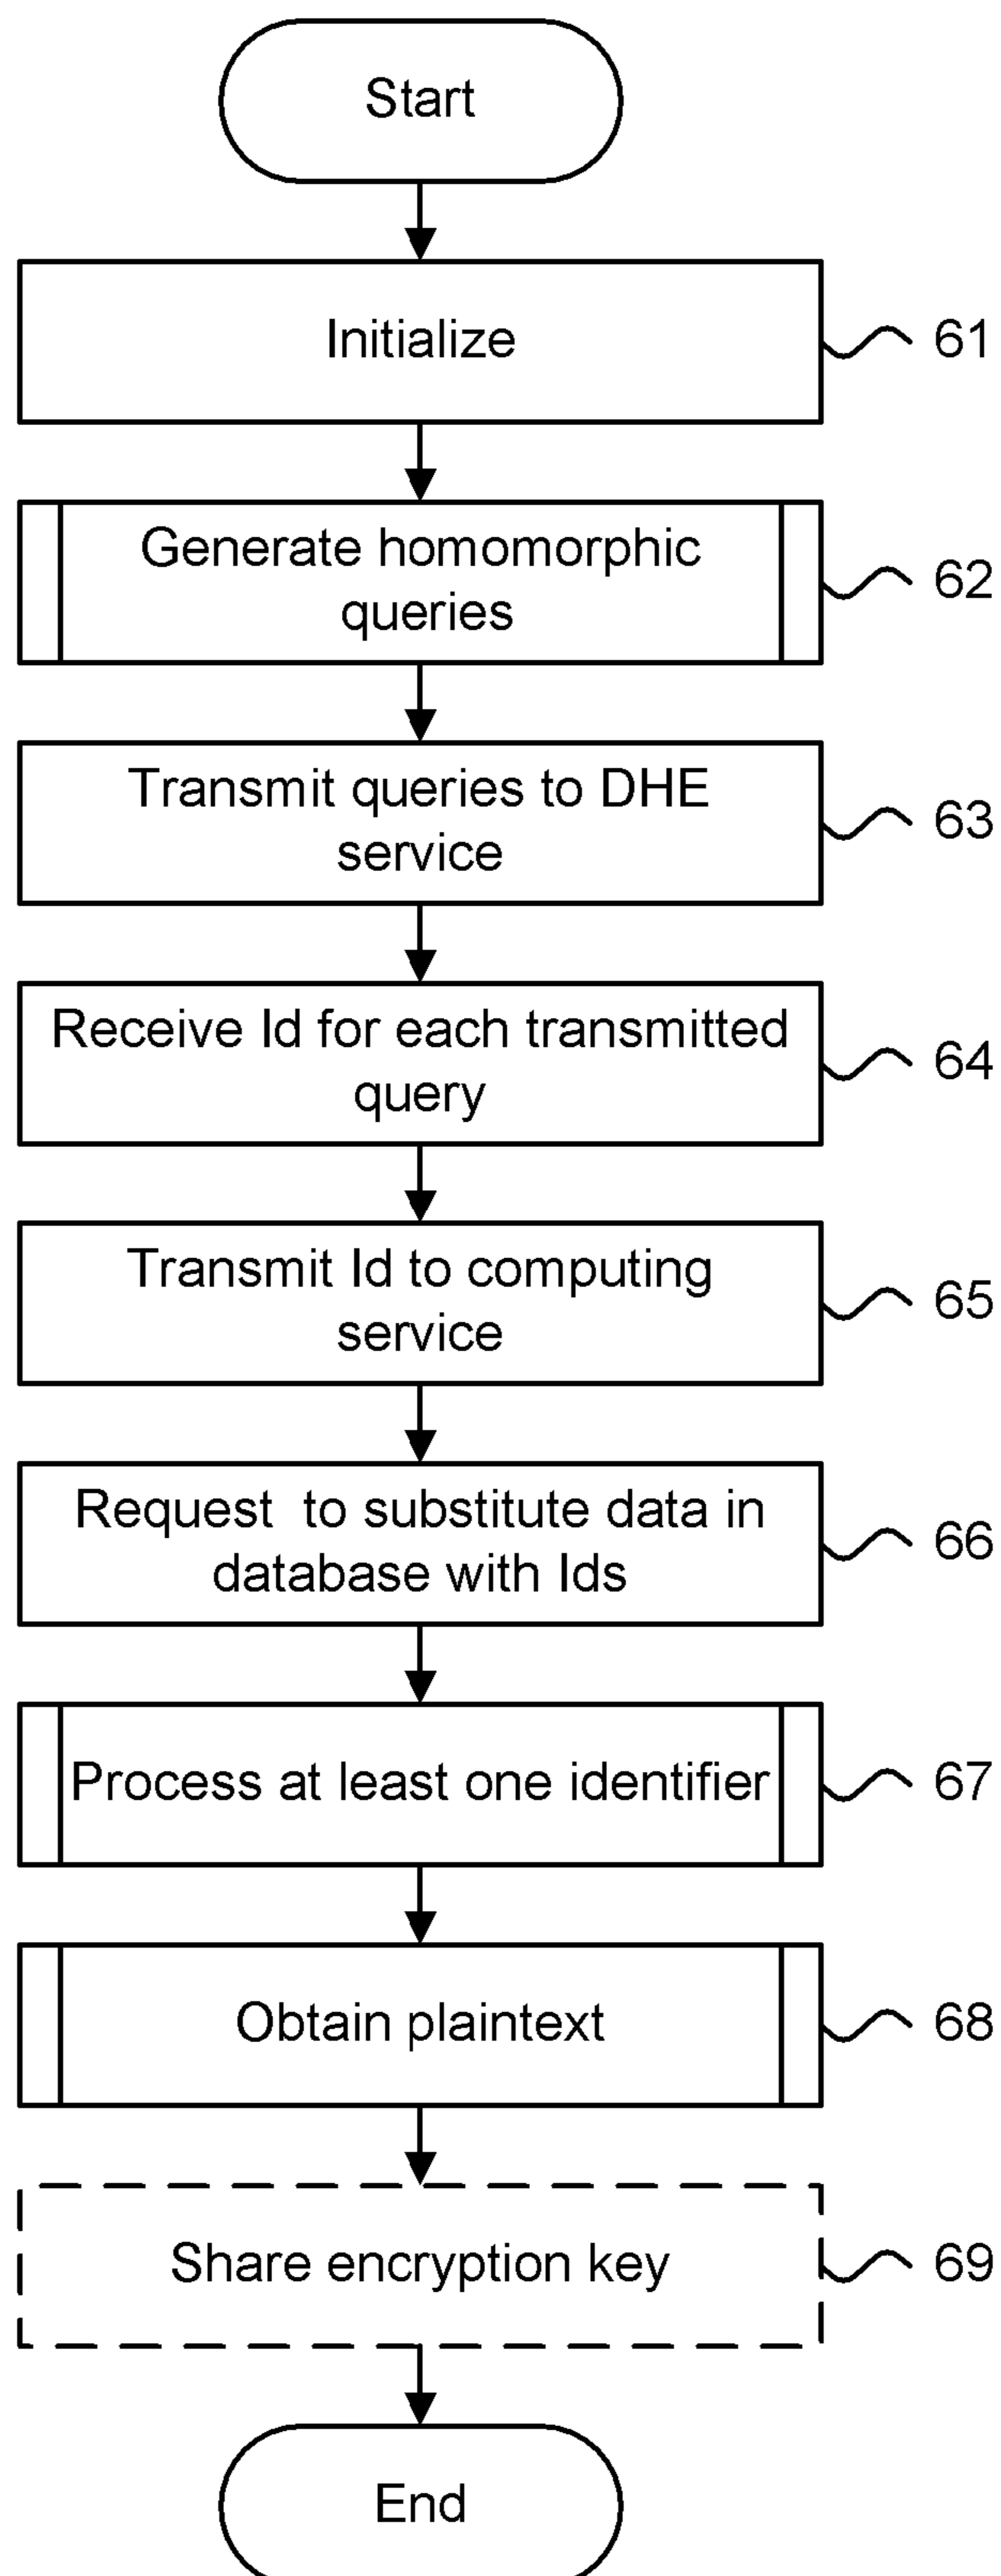 Start
Initialize
61
Generate homomorphic
queries
62
Transmit queries to DHE
service
63
Receive Id for each transmitted
query
64
Transmit Id to computing
service
65
Request  to substitute data in
database with Ids
66
Process at least one identifier
67
Obtain plaintext
68
Share encryption key
69
End